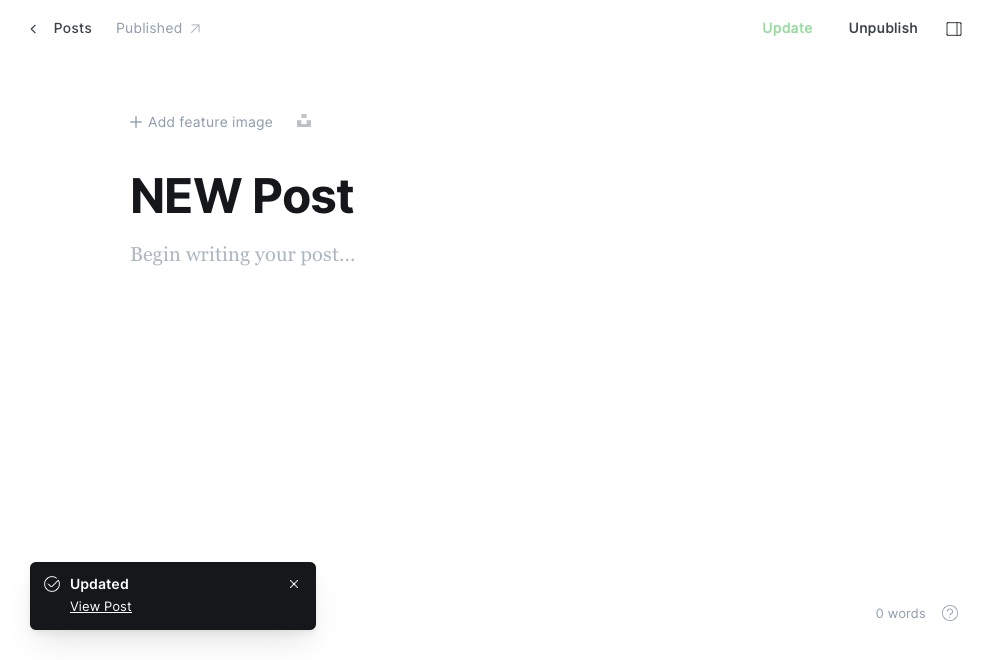 Posts
Published
Update
Unpublish
Add feature image
NEW Post
Begin writing your post...
Updated
View Post
0 words